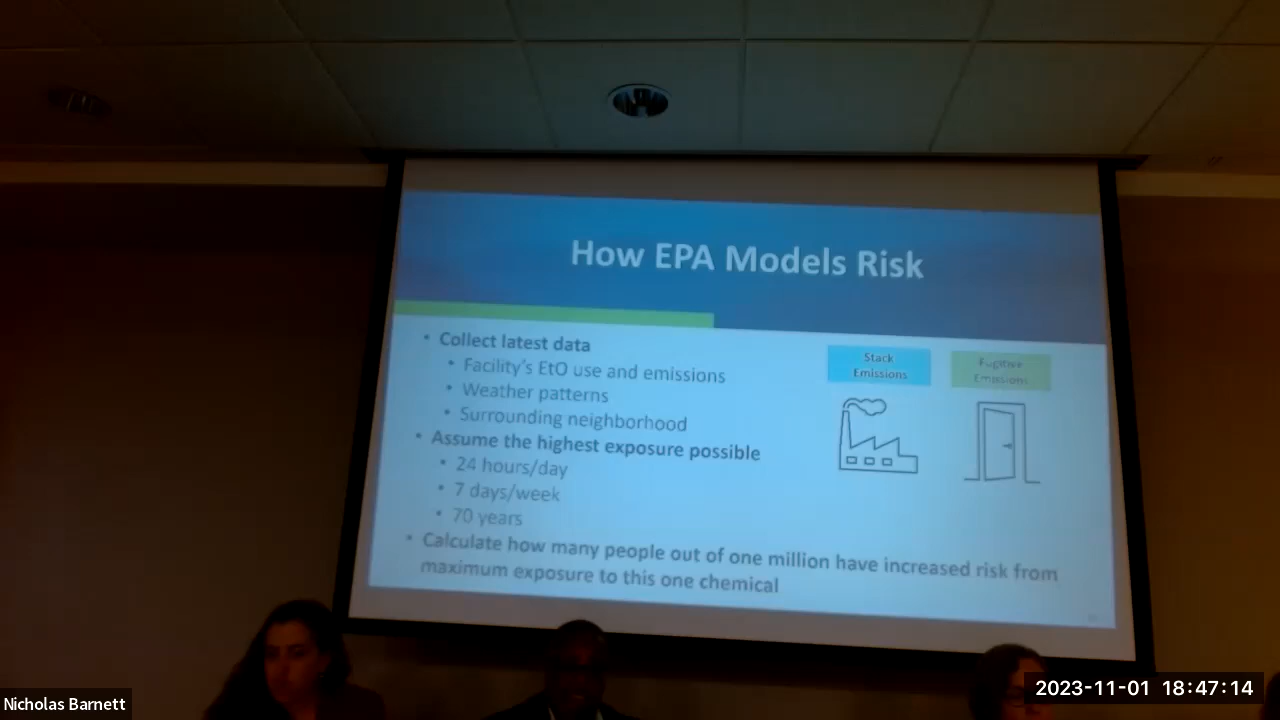 How EPA Models Risk
• Collect latest data
• Facility's EtO use and emissions
• Weather patterns
• Surrounding neighborhood
• Assume the highest exposure possible
• 24 hours/day
• 7 days/week
• 70 years
• Calculate how many people out of one million have increased risk from
maximum exposure to this one chemical
Stack
Emissions
Fugitive
Emissions
Nicholas Barnett
2023-11-01 18:47:14